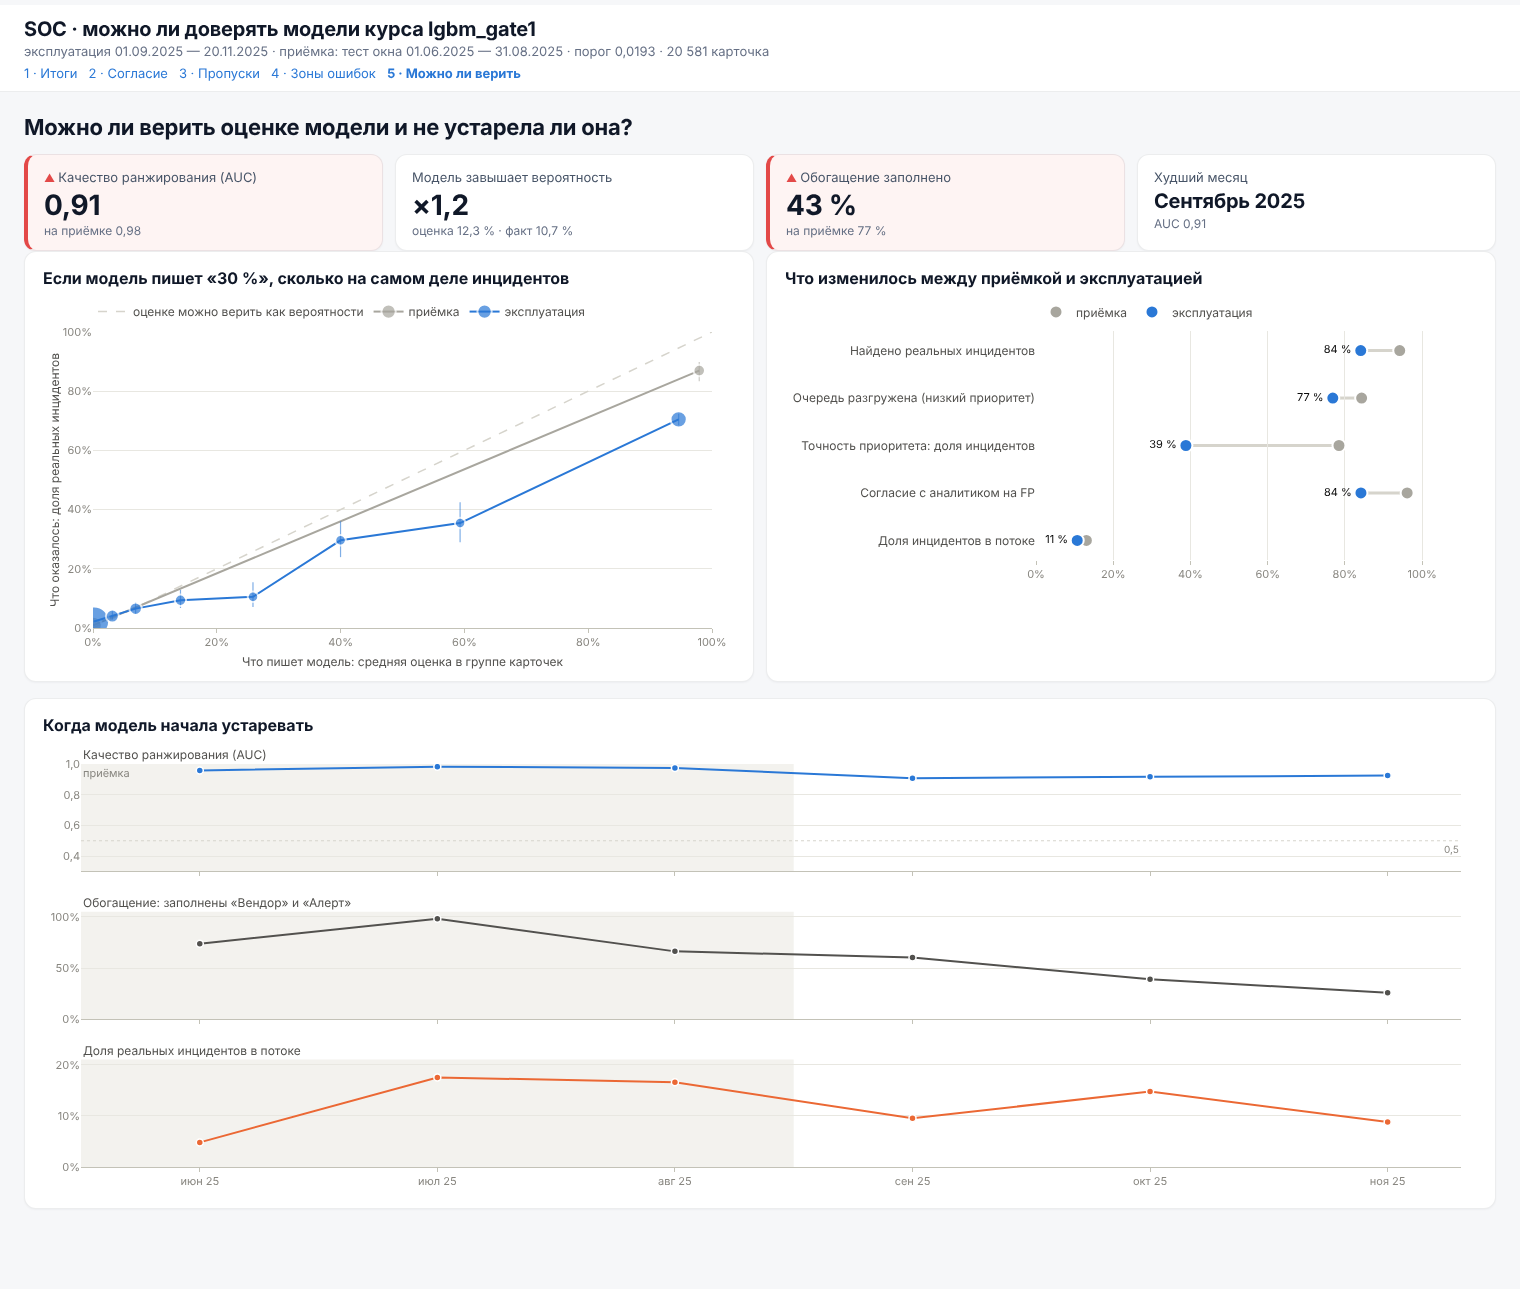 SOC · можно ли доверять модели курса lgbm_gate1
эксплуатация 01.09.2025 — 20.11.2025 · приёмка: тест окна 01.06.2025 — 31.08.2025 · порог 0,0193 · 20 581 карточка
1 · Итоги 2 · Согласие 3 · Пропуски 4 · Зоны ошибок 5 · Можно ли верить
Можно ли верить оценке модели и не устарела ли она?
▲ Качество ранжирования (AUC)
0,91
на приёмке 0,98
Модель завышает вероятность
×1,2
оценка 12,3 % · факт 10,7 %
▲ Обогащение заполнено
43 %
на приёмке 77 %
Худший месяц
Сентябрь 2025
AUC 0,91
Если модель пишет «30 %», сколько на самом деле инцидентов
оценке можно верить как вероятности приёмка эксплуатация
Что оказалось: доля реальных инцидентов
100%
80%
60%
40%
20%
0%
0% 20% 40% 60% 80% 100%
Что пишет модель: средняя оценка в группе карточек
Что изменилось между приёмкой и эксплуатацией
приёмка эксплуатация
Найдено реальных инцидентов 84 %
Очередь разгружена (низкий приоритет) 77 %
Точность приоритета: доля инцидентов 39 %
Согласие с аналитиком на FP 84 %
Доля инцидентов в потоке 11 %
0% 20% 40% 60% 80% 100%
Когда модель начала устаревать
Качество ранжирования (AUC)
приёмка
1,0
0,8
0,6
0,4
0,5
Обогащение: заполнены «Вендор» и «Алерт»
100%
50%
0%
Доля реальных инцидентов в потоке
20%
10%
0%
июн 25 июл 25 авг 25 сен 25 окт 25 ноя 25